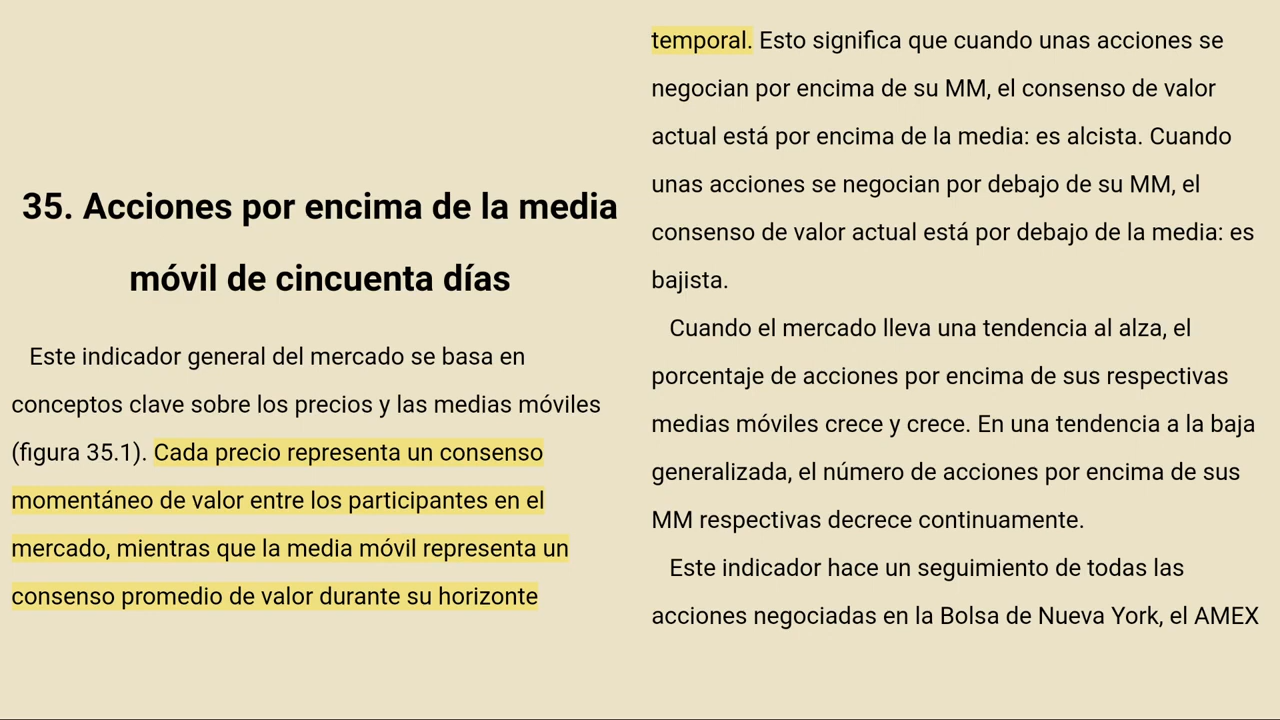 35. Acciones por encima de la media
móvil de cincuenta días
Este indicador general del mercado se basa en
conceptos clave sobre los precios y las medias móviles
(figura 35.1). Cada precio representa un consenso
momentáneo de valor entre los participantes en el
mercado, mientras que la media móvil representa un
consenso promedio de valor durante su horizonte
temporal. Esto significa que cuando unas acciones se
negocian por encima de su MM, el consenso de valor
actual está por encima de la media: es alcista. Cuando
unas acciones se negocian por debajo de su MM, el
consenso de valor actual está por debajo de la media: es
bajista.
Cuando el mercado lleva una tendencia al alza, el
porcentaje de acciones por encima de sus respectivas
medias móviles crece y crece. En una tendencia a la baja
generalizada, el número de acciones por encima de sus
MM respectivas decrece continuamente.
Este indicador hace un seguimiento de todas las
acciones negociadas en la Bolsa de Nueva York, el AMEX